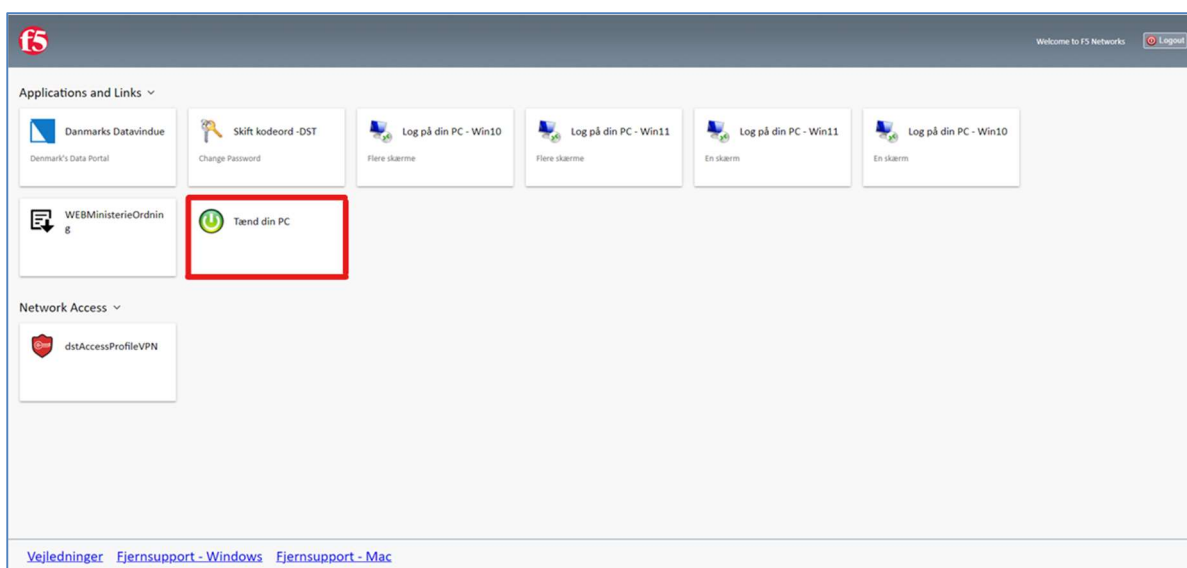 f5
Welcome to F5 Networks
Logout
Applications and Links
Danmarks Datavindue
Denmark's Data Portal
Skift kodeord -DST
Change Password
Log på din PC - Win10
Flere skærme
Log på din PC - Win11
Flere skærme
Log på din PC - Win11
En skærm
Log på din PC - Win10
En skærm
WEBMinisterieOrdnin
g
Tænd din PC
Network Access
dstAccessProfileVPN
Vejledninger Fjernsupport - Windows Fjernsupport - Mac